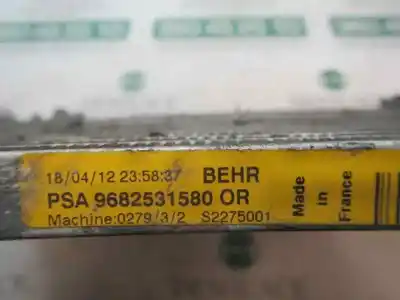 18/04/12 23:58:37 BEHR
PSA 9682531580 OR
Machine:0279/3/2 S2275001
Made
in
France